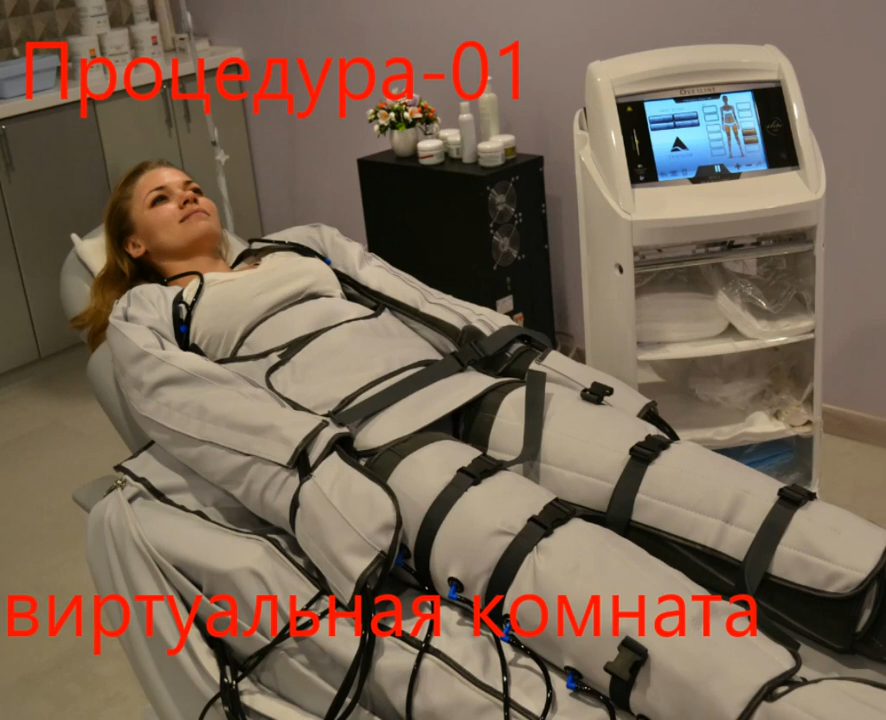 Процедура-01
виртуальная комната